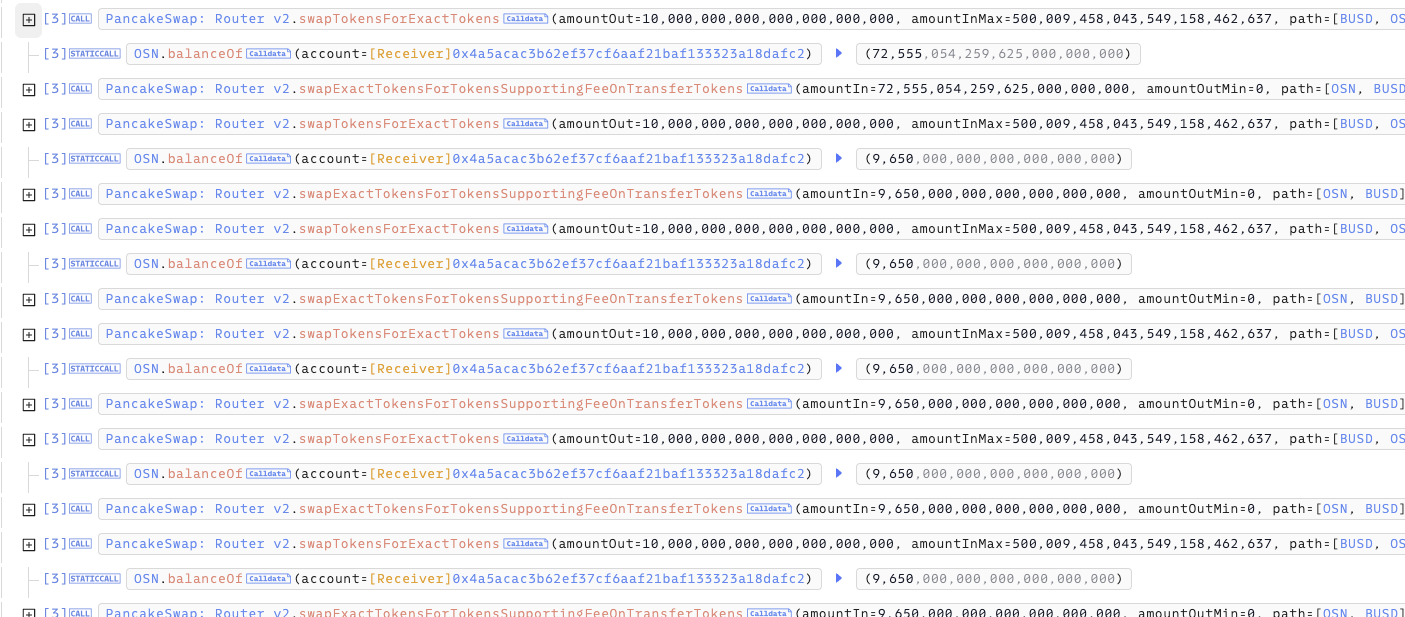 [3] CALL PancakeSwap: Router v2.swapTokensForExactTokens Calldata (amountOut=10,000,000,000,000,000,000,000, amountInMax=500,009,458,043,549,158,462,637, path=[BUSD, OS
[3] STATICCALL OSN.balanceOf Calldata (account=[Receiver]0x4a5acac3b62ef37cf6aaf21baf133323a18dafc2) (72,555,054,259,625,000,000,000)
[3] CALL PancakeSwap: Router v2.swapExactTokensForTokensSupportingFeeOnTransferTokens Calldata (amountIn=72,555,054,259,625,000,000,000, amountOutMin=0, path=[OSN, BUSD
[3] CALL PancakeSwap: Router v2.swapTokensForExactTokens Calldata (amountOut=10,000,000,000,000,000,000,000, amountInMax=500,009,458,043,549,158,462,637, path=[BUSD, OS
[3] STATICCALL OSN.balanceOf Calldata (account=[Receiver]0x4a5acac3b62ef37cf6aaf21baf133323a18dafc2) (9,650,000,000,000,000,000,000)
[3] CALL PancakeSwap: Router v2.swapExactTokensForTokensSupportingFeeOnTransferTokens Calldata (amountIn=9,650,000,000,000,000,000,000, amountOutMin=0, path=[OSN, BUSD]
[3] CALL PancakeSwap: Router v2.swapTokensForExactTokens Calldata (amountOut=10,000,000,000,000,000,000,000, amountInMax=500,009,458,043,549,158,462,637, path=[BUSD, OS
[3] STATICCALL OSN.balanceOf Calldata (account=[Receiver]0x4a5acac3b62ef37cf6aaf21baf133323a18dafc2) (9,650,000,000,000,000,000,000)
[3] CALL PancakeSwap: Router v2.swapExactTokensForTokensSupportingFeeOnTransferTokens Calldata (amountIn=9,650,000,000,000,000,000,000, amountOutMin=0, path=[OSN, BUSD]
[3] CALL PancakeSwap: Router v2.swapTokensForExactTokens Calldata (amountOut=10,000,000,000,000,000,000,000, amountInMax=500,009,458,043,549,158,462,637, path=[BUSD, OS
[3] STATICCALL OSN.balanceOf Calldata (account=[Receiver]0x4a5acac3b62ef37cf6aaf21baf133323a18dafc2) (9,650,000,000,000,000,000,000)
[3] CALL PancakeSwap: Router v2.swapExactTokensForTokensSupportingFeeOnTransferTokens Calldata (amountIn=9,650,000,000,000,000,000,000, amountOutMin=0, path=[OSN, BUSD]
[3] CALL PancakeSwap: Router v2.swapTokensForExactTokens Calldata (amountOut=10,000,000,000,000,000,000,000, amountInMax=500,009,458,043,549,158,462,637, path=[BUSD, OS
[3] STATICCALL OSN.balanceOf Calldata (account=[Receiver]0x4a5acac3b62ef37cf6aaf21baf133323a18dafc2) (9,650,000,000,000,000,000,000)
[3] CALL PancakeSwap: Router v2.swapExactTokensForTokensSupportingFeeOnTransferTokens Calldata (amountIn=9,650,000,000,000,000,000,000, amountOutMin=0, path=[OSN, BUSD]
[3] CALL PancakeSwap: Router v2.swapTokensForExactTokens Calldata (amountOut=10,000,000,000,000,000,000,000, amountInMax=500,009,458,043,549,158,462,637, path=[BUSD, OS
[3] STATICCALL OSN.balanceOf Calldata (account=[Receiver]0x4a5acac3b62ef37cf6aaf21baf133323a18dafc2) (9,650,000,000,000,000,000,000)
[3] CALL PancakeSwap: Router v2.swapExactTokensForTokensSupportingFeeOnTransferTokens Calldata (amountIn=9,650,000,000,000,000,000,000, amountOutMin=0, path=[OSN, BUSD]